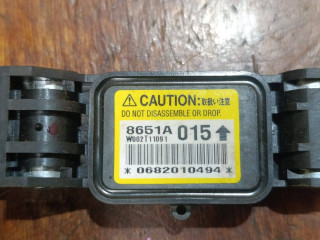 ⚠ CAUTION: 取扱い注意
DO NOT DISASSEMBLE OR DROP.
8651A 015 ↑
W002T11091
* 0682010494 *